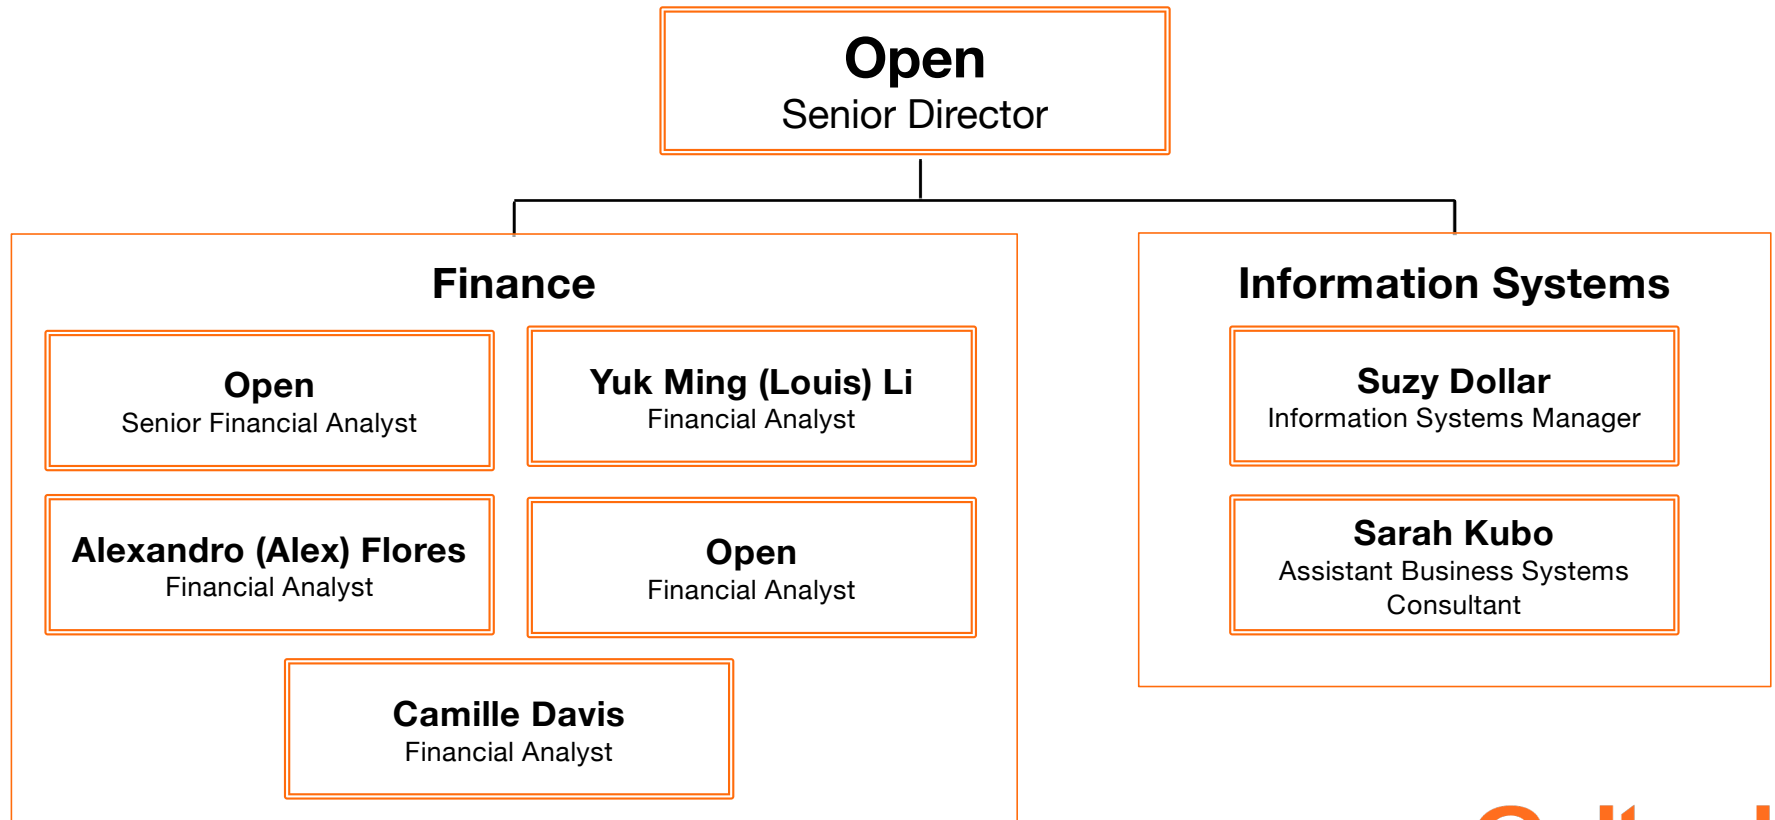 Open
Senior Director
Finance
Open
Senior Financial Analyst
Yuk Ming (Louis) Li
Financial Analyst
Alexandro (Alex) Flores
Financial Analyst
Open
Financial Analyst
Camille Davis
Financial Analyst
Information Systems
Suzy Dollar
Information Systems Manager
Sarah Kubo
Assistant Business Systems
Consultant